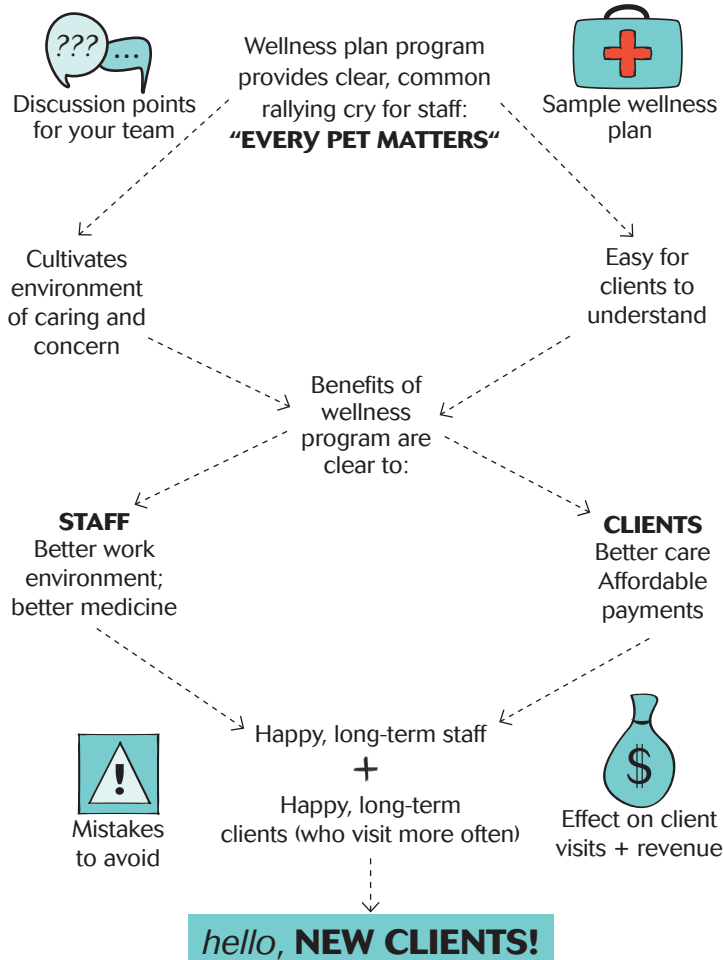 ??? ...
Discussion points
for your team
Wellness plan program
provides clear, common
rallying cry for staff:
“EVERY PET MATTERS“
Sample wellness
plan
Cultivates
environment
of caring and
concern
Easy for
clients to
understand
Benefits of
wellness
program are
clear to:
STAFF
Better work
environment;
better medicine
CLIENTS
Better care
Affordable
payments
Happy, long-term staff
+
Happy, long-term
clients (who visit more often)
!
Mistakes
to avoid
$
Effect on client
visits + revenue
hello, NEW CLIENTS!